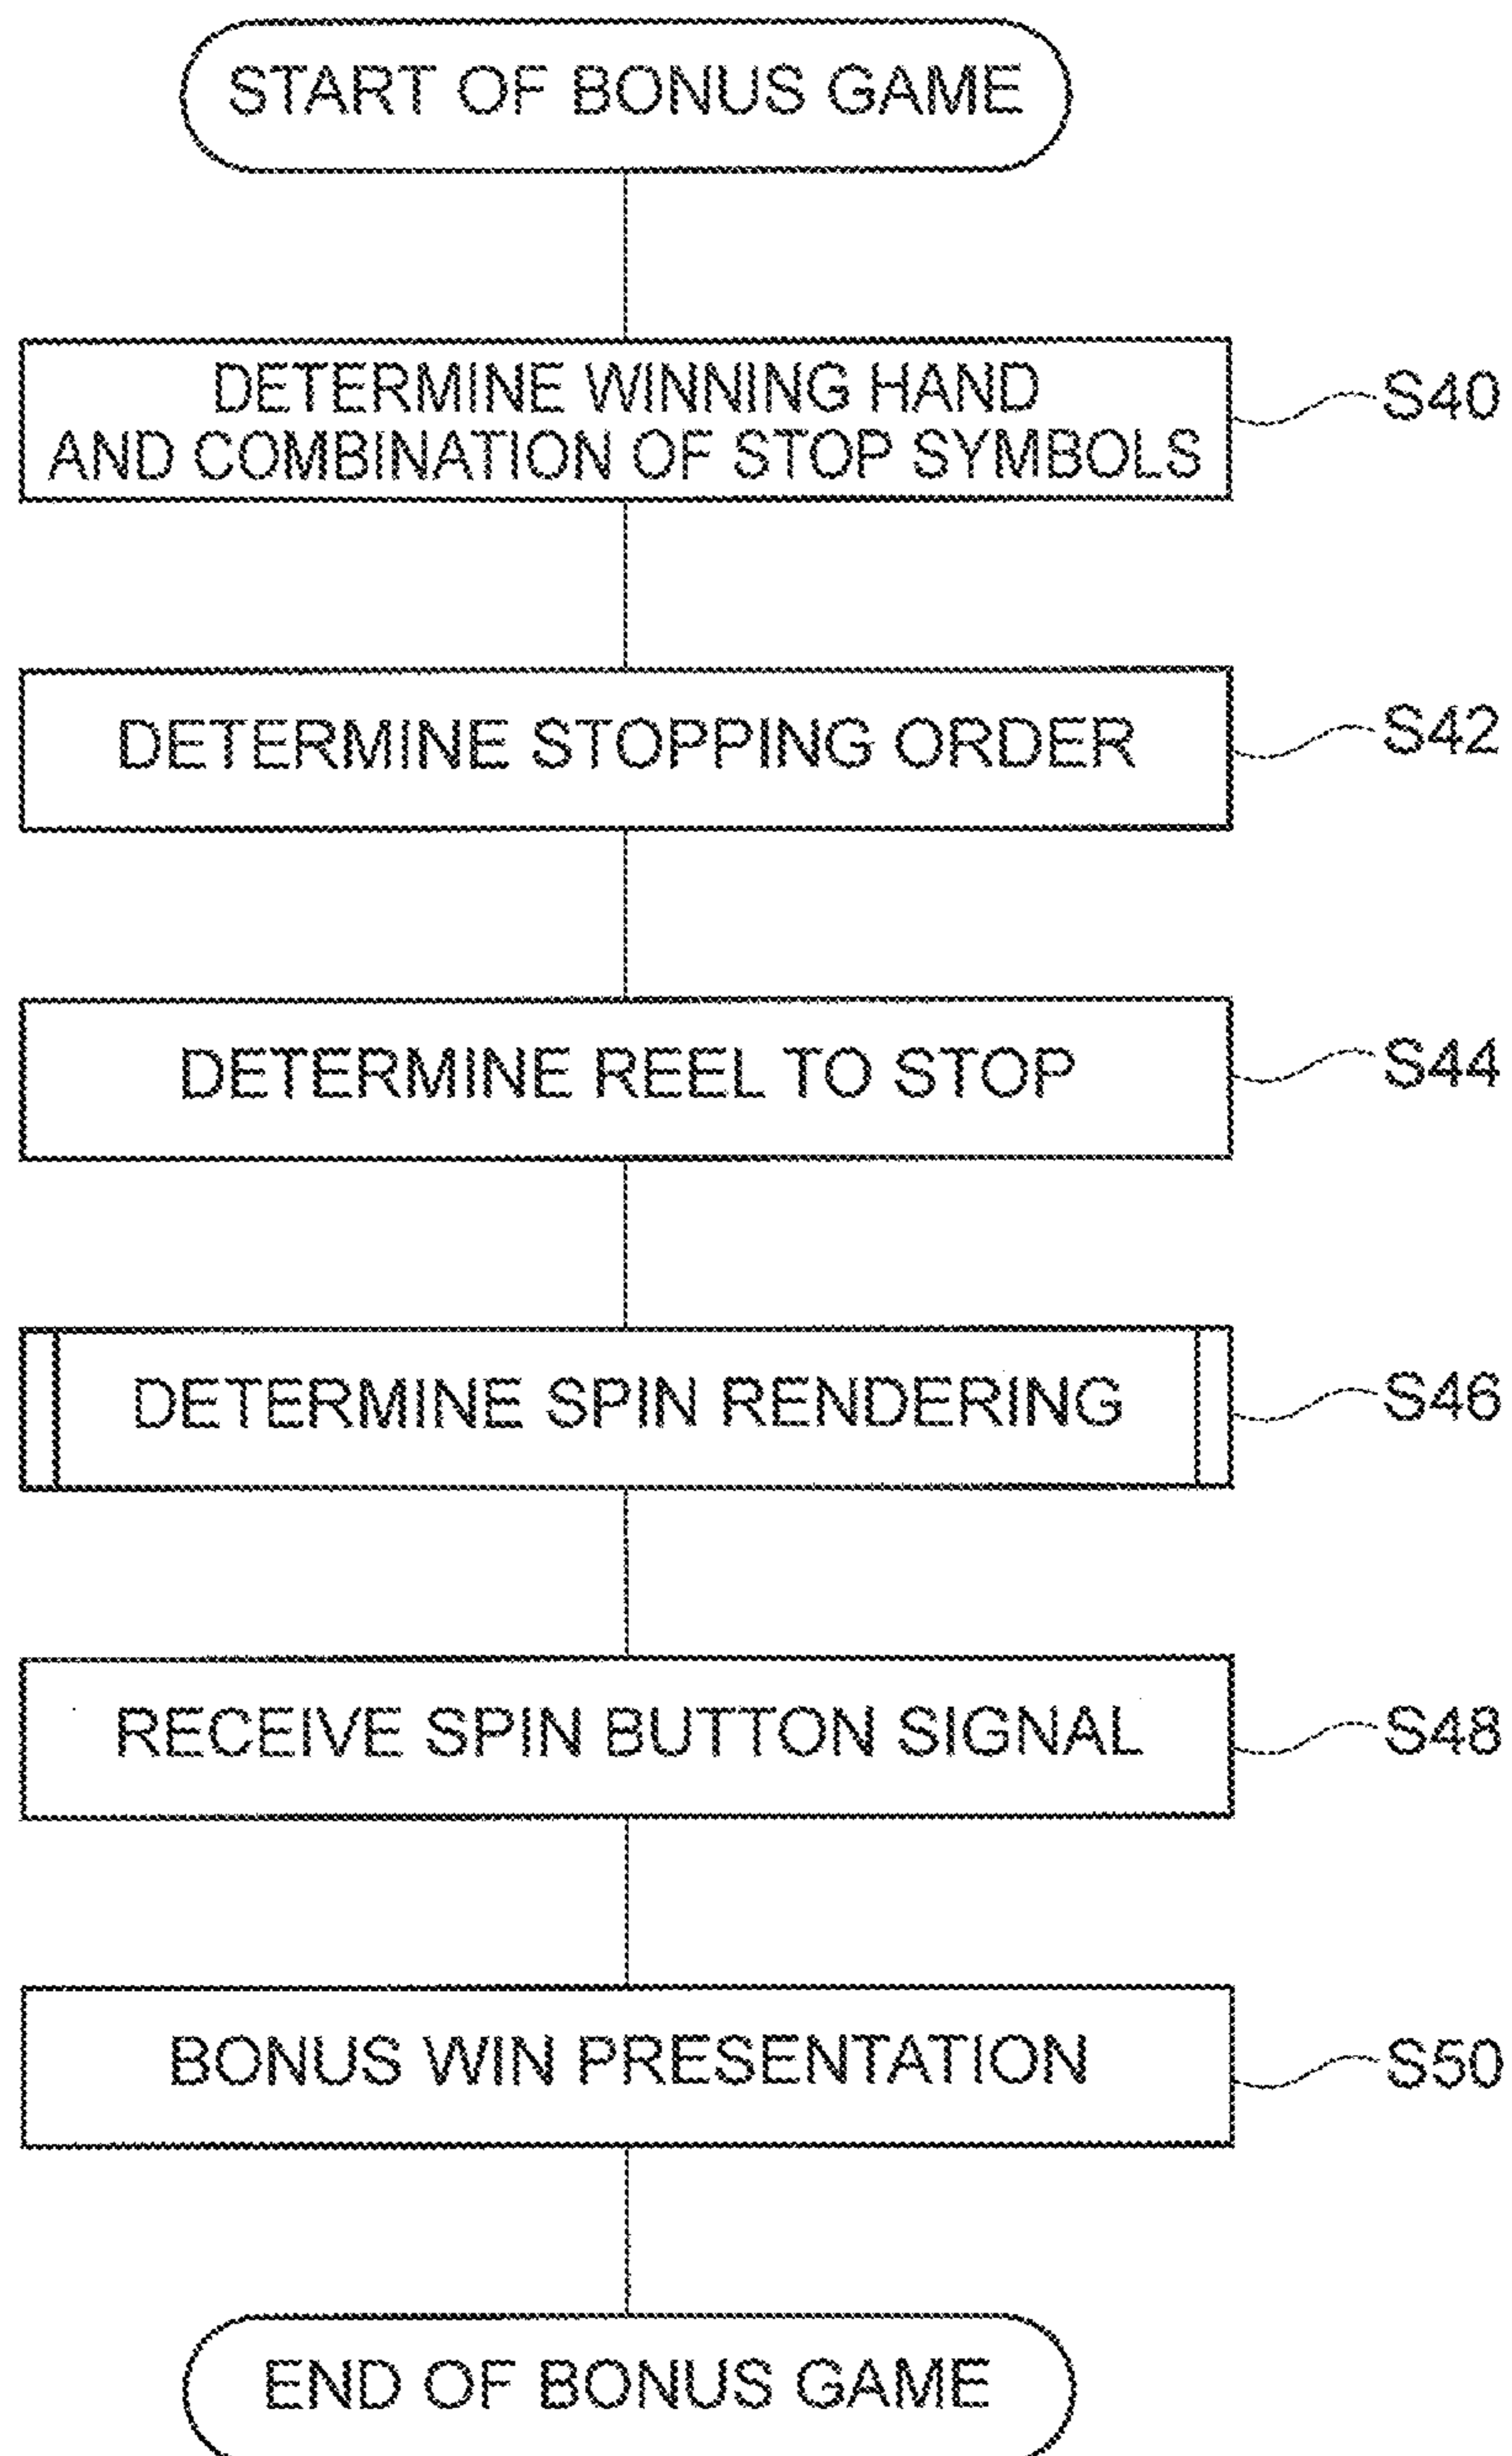 START OF BONUS GAME
DETERMINE WINNING HAND
AND COMBINATION OF STOP SYMBOLS
S40
DETERMINE STOPPING ORDER
S42
DETERMINE REEL TO STOP
S44
DETERMINE SPIN RENDERING
S46
RECEIVE SPIN BUTTON SIGNAL
S48
BONUS WIN PRESENTATION
S50
END OF BONUS GAME